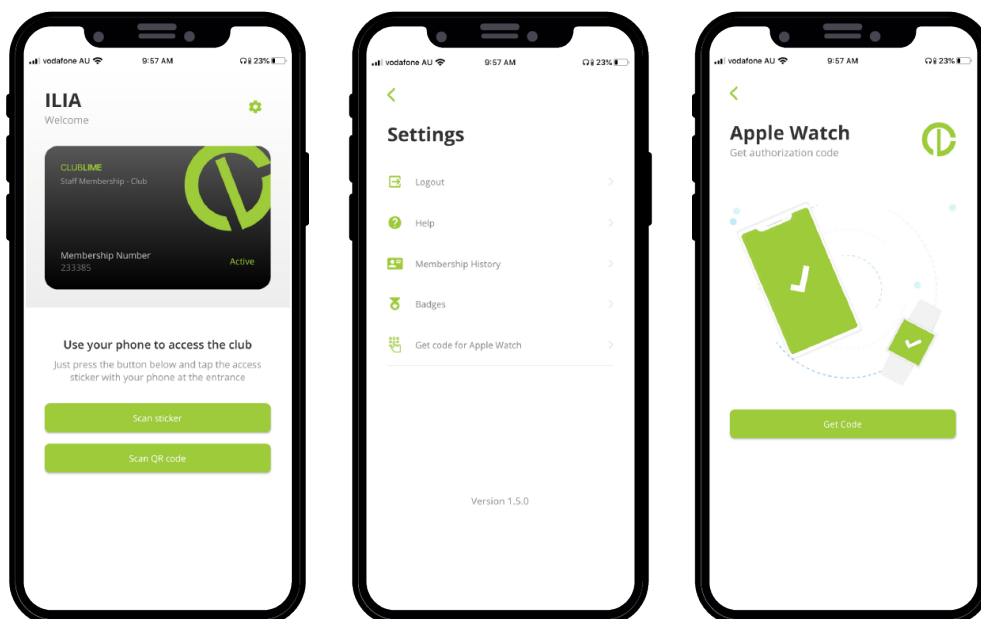 vodafone AU 9:57 AM 23%
ILIA
Welcome
CLUBLIME
Staff Membership - Club
Membership Number
233385
Active
Use your phone to access the club
Just press the button below and tap the access
sticker with your phone at the entrance
Scan sticker
Scan QR code
vodafone AU 9:57 AM 23%
Settings
Logout
Help
Membership History
Badges
Get code for Apple Watch
Version 1.5.0
vodafone AU 9:57 AM 23%
Apple Watch
Get authorization code
Get Code